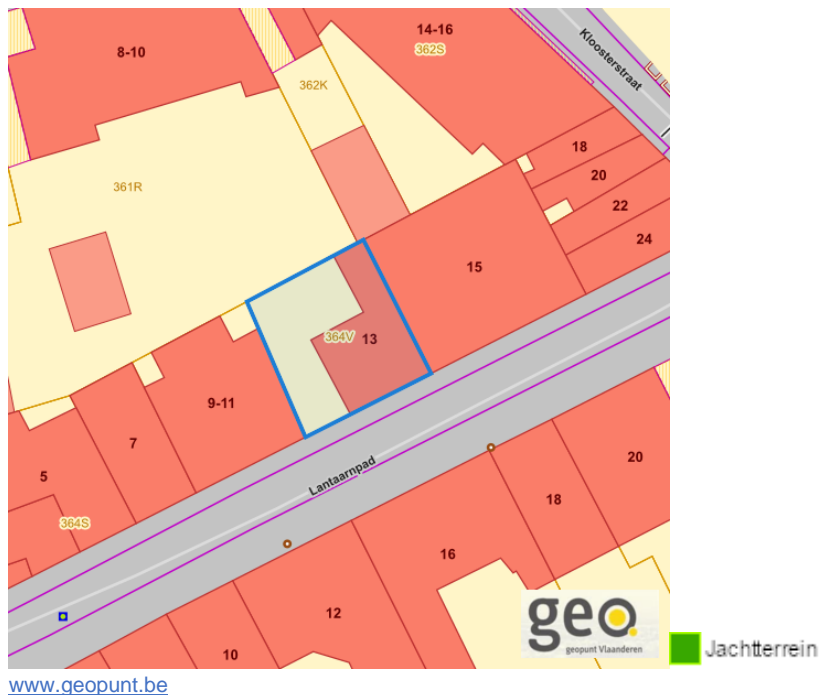 14-16
362S
8-10
Kloosterstraat
362K
18
20
361R
22
24
15
364V
13
9-11
7
Lantaarnpad
5
20
18
364S
16
12
10
geo.
geopunt Vlaanderen
Jachtterrein
www.geopunt.be